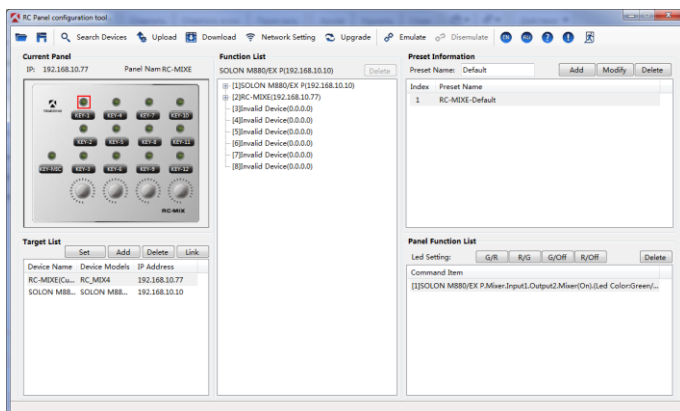 RC Panel configuration tool
Search Devices Upload Download Network Setting Upgrade Emulate Disemulate EN RU ? !
Current Panel
IP: 192.168.10.77 Panel Nam RC-MIXE
KEY-1 KEY-4 KEY-7 KEY-10
KEY-2 KEY-5 KEY-8 KEY-11
KEY-MIC KEY-3 KEY-6 KEY-9 KEY-12
RC-MIX
Target List
Set Add Delete Link
Device Name Device Models IP Address
RC-MIXE(Cu... RC_MIX4 192.168.10.77
SOLON M88... SOLON M88... 192.168.10.10
Function List
SOLON M880/EX P(192.168.10.10) Delete
[1]SOLON M880/EX P(192.168.10.10)
[2]RC-MIXE(192.168.10.77)
[3]Invalid Device(0.0.0.0)
[4]Invalid Device(0.0.0.0)
[5]Invalid Device(0.0.0.0)
[6]Invalid Device(0.0.0.0)
[7]Invalid Device(0.0.0.0)
[8]Invalid Device(0.0.0.0)
Preset Information
Preset Name: Default Add Modify Delete
Index Preset Name
1 RC-MIXE-Default
Panel Function List
Led Setting: G/R R/G G/Off R/Off Delete
Command Item
[1]SOLON M880/EX P.Mixer.Input1.Output2.Mixer(On).(Led Color:Green/...